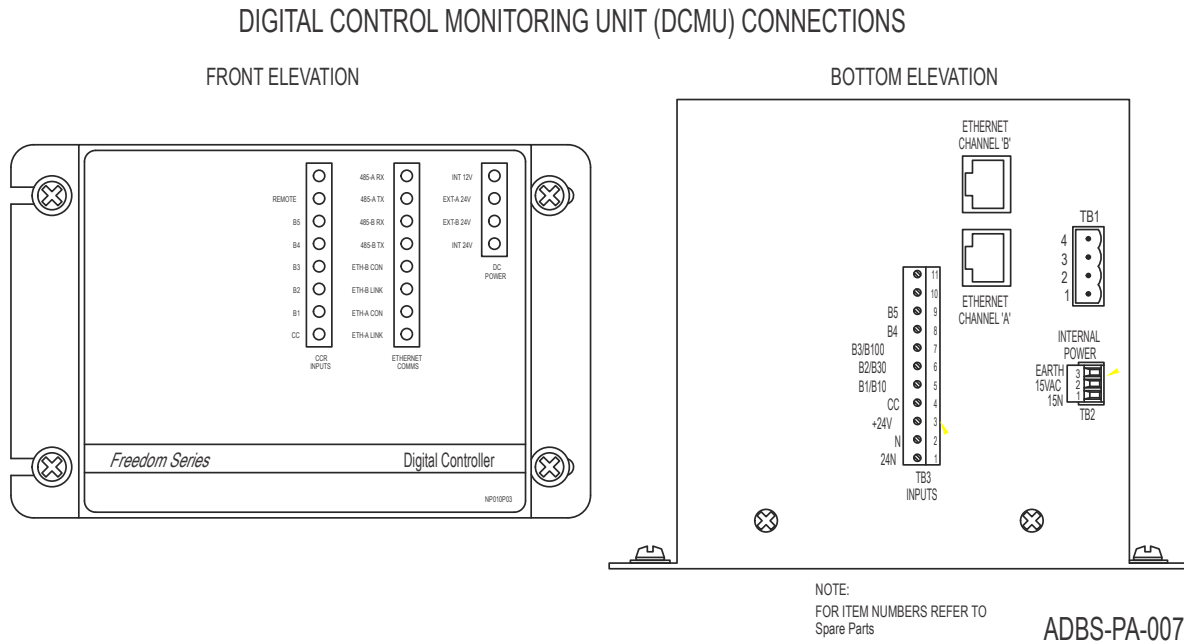 DIGITAL CONTROL MONITORING UNIT (DCMU) CONNECTIONS
FRONT ELEVATION
REMOTE
B5
B4
B3
B2
B1
CC
CCR
INPUTS
485-A RX
485-A TX
485-B RX
485-B TX
ETH-B CON
ETH-B LINK
ETH-A CON
ETH-A LINK
ETHERNET
COMMS
INT 12V
EXT-A 24V
EXT-B 24V
INT 24V
DC
POWER
Freedom Series
Digital Controller
NP010P03
BOTTOM ELEVATION
ETHERNET
CHANNEL 'B'
ETHERNET
CHANNEL 'A'
TB1
4
3
2
1
INTERNAL
POWER
EARTH 3
15VAC 2
15N 1
TB2
11
10
B5 9
B4 8
B3/B100 7
B2/B30 6
B1/B10 5
CC 4
+24V 3
N 2
24N 1
TB3
INPUTS
NOTE:
FOR ITEM NUMBERS REFER TO
Spare Parts
ADBS-PA-007